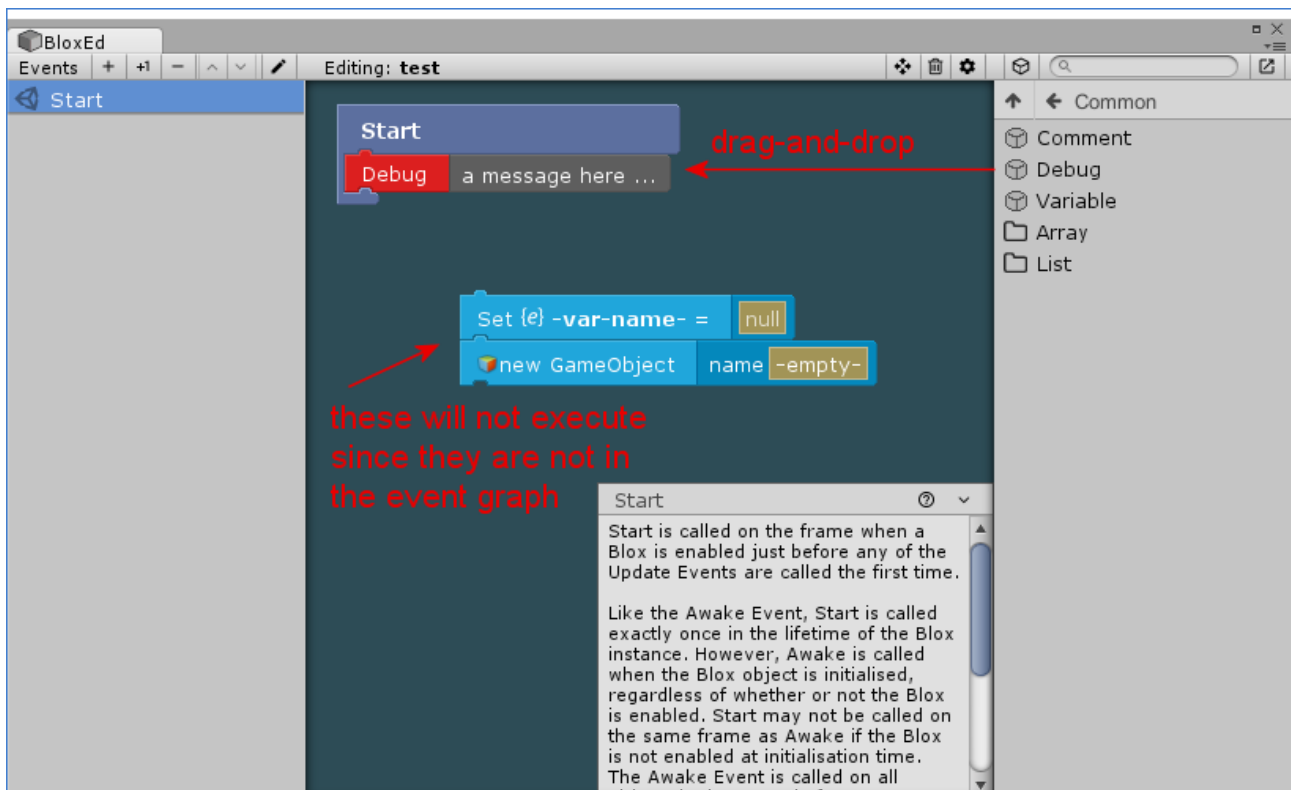 BloxEd
Events
+1
Editing: test
Start
Common
Comment
Debug
Variable
Array
List
Start
Debug a message here ...
drag-and-drop
Set {e} -var-name- = null
new GameObject name -empty-
these will not execute
since they are not in
the event graph
Start
Start is called on the frame when a
Blox is enabled just before any of the
Update Events are called the first time.
Like the Awake Event, Start is called
exactly once in the lifetime of the Blox
instance. However, Awake is called
when the Blox object is initialised,
regardless of whether or not the Blox
is enabled. Start may not be called on
the same frame as Awake if the Blox
is not enabled at initialisation time.
The Awake Event is called on all